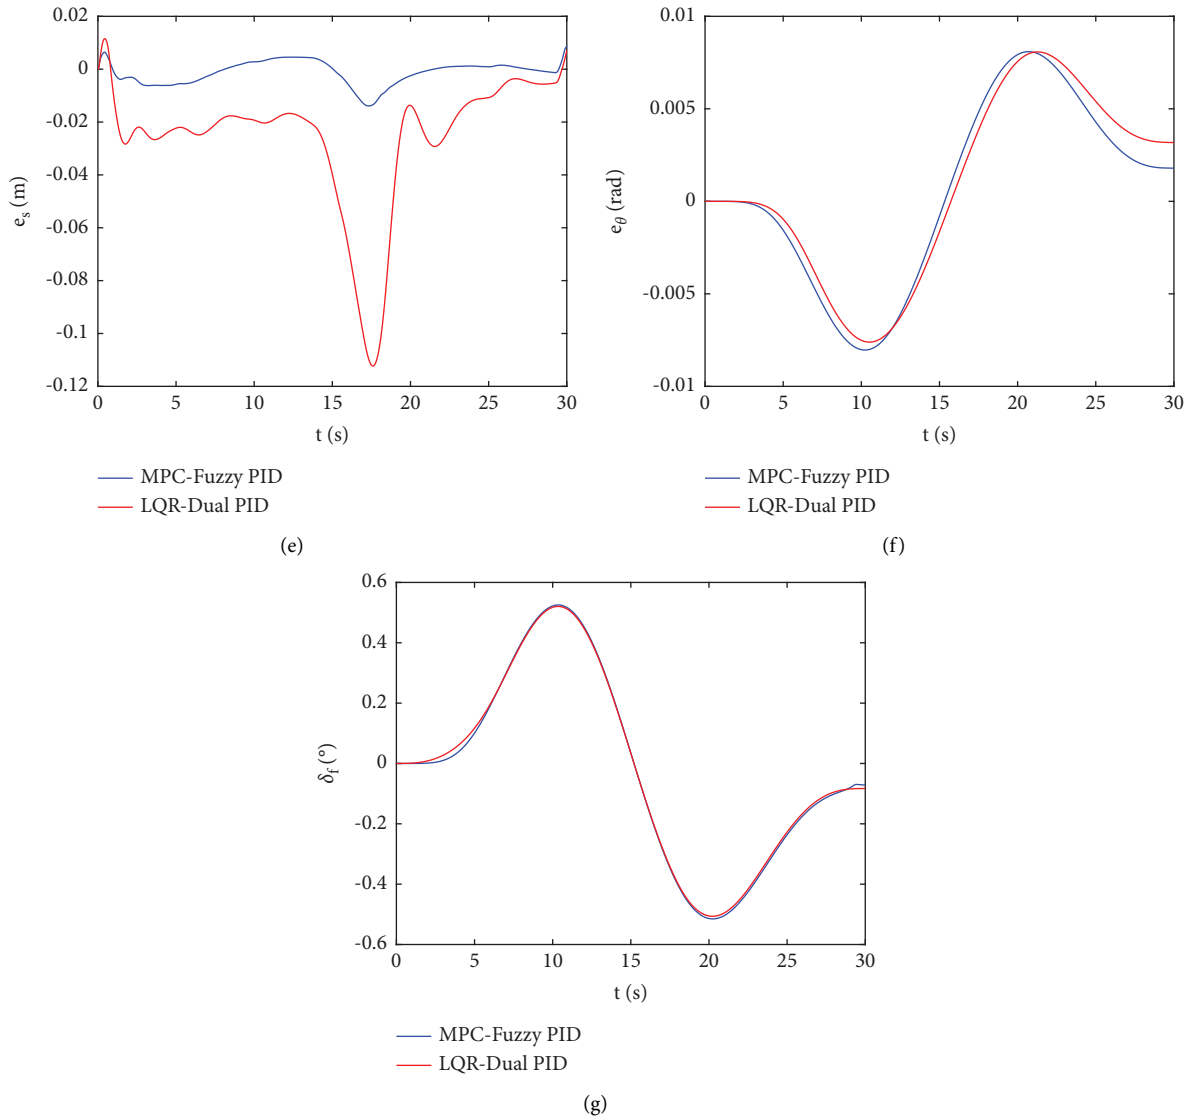 0.02
0
-0.02
-0.04
-0.06
-0.08
-0.1
-0.12
e_s (m)
0 5 10 15 20 25 30
t (s)
MPC-Fuzzy PID
LQR-Dual PID
(e)
0.01
0.005
0
-0.005
-0.01
e_θ (rad)
0 5 10 15 20 25 30
t (s)
MPC-Fuzzy PID
LQR-Dual PID
(f)
0.6
0.4
0.2
0
-0.2
-0.4
-0.6
δ_f (°)
0 5 10 15 20 25 30
t (s)
MPC-Fuzzy PID
LQR-Dual PID
(g)